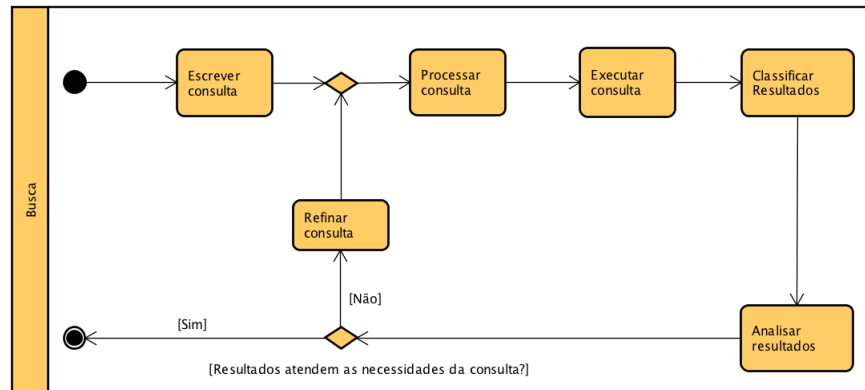 Busca
Escrever
consulta
Processar
consulta
Executar
consulta
Classificar
Resultados
Refinar
consulta
[Não]
[Sim]
Analisar
resultados
[Resultados atendem as necessidades da consulta?]